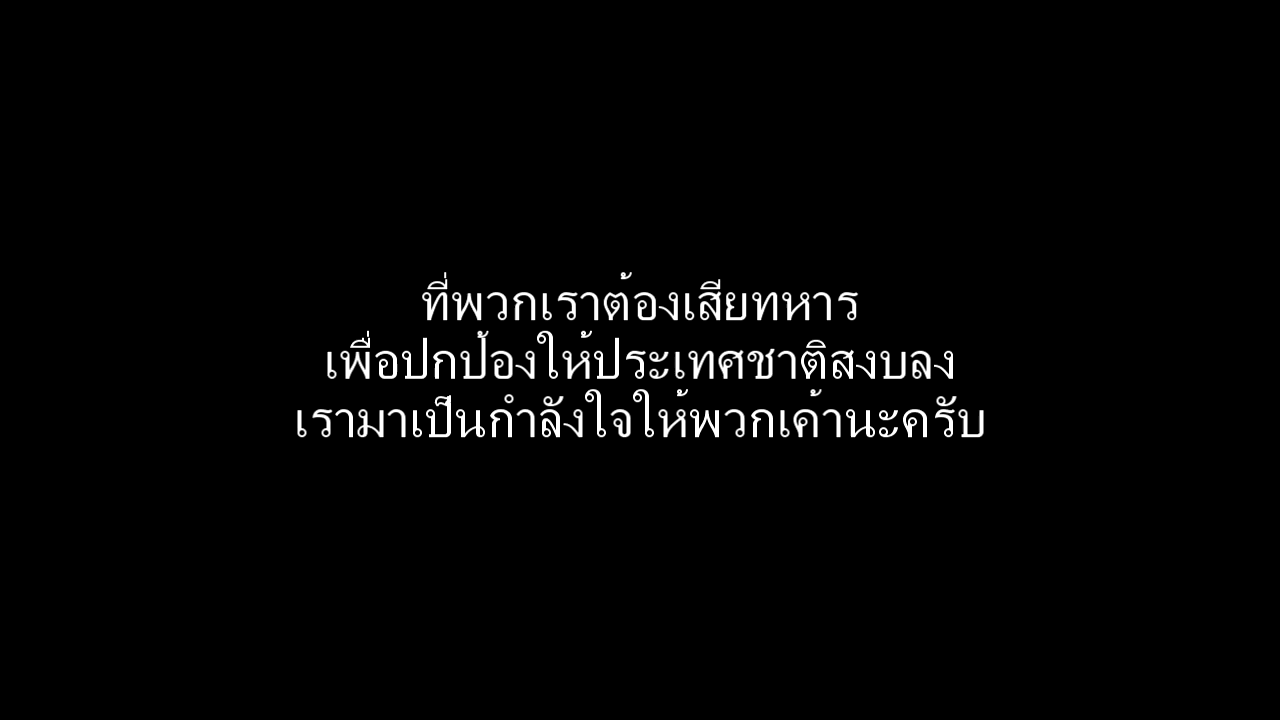 ที่พวกเราต้องเสียทหาร
เพื่อปกป้องให้ประเทศชาติสงบลง
เรามาเป็นกำลังใจให้พวกเค้านะครับ